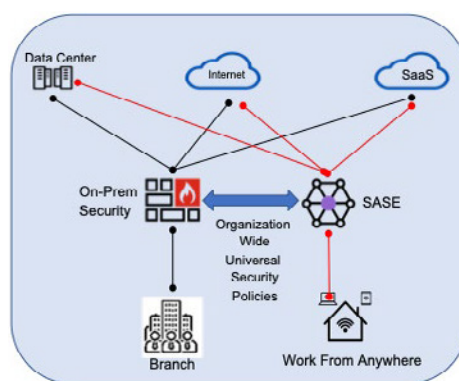 Data Center
Internet
SaaS
On-Prem
Security
SASE
Organization
Wide
Universal
Security
Policies
Branch
Work From Anywhere